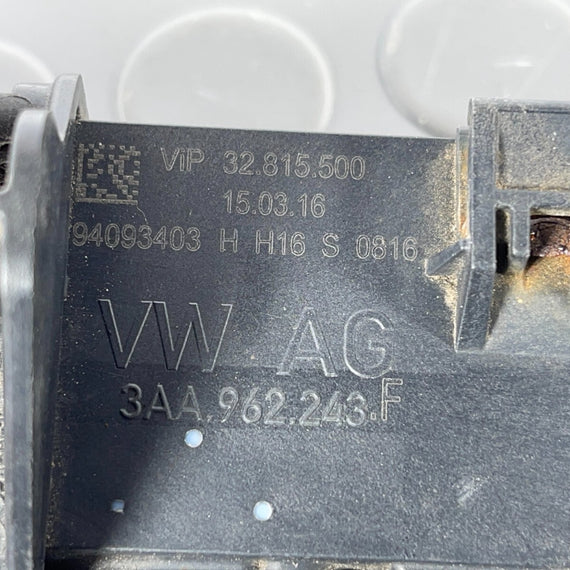 ViP 32.815.500
15.03.16
94093403 H H16 S 0816
VW AG
3AA.962.243.F